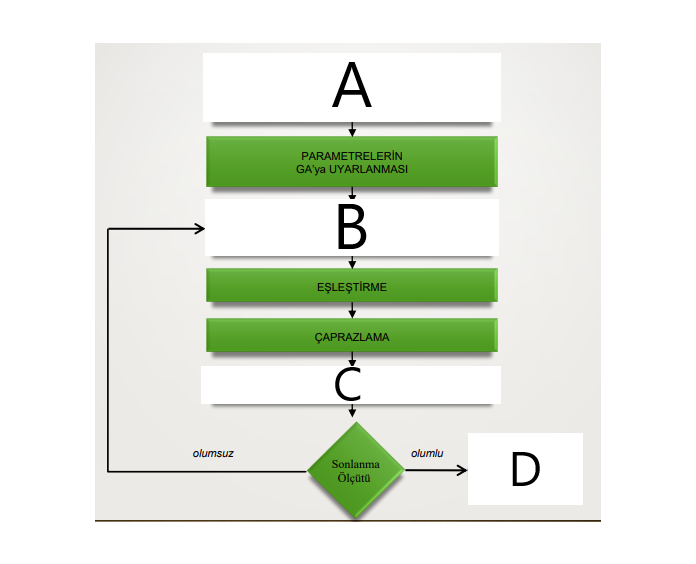 A
PARAMETRELERİN
GA'ya UYARLANMASI
B
EŞLEŞTİRME
ÇAPRAZLAMA
C
olumsuz
olumlu
Sonlanma
Ölçütü
D